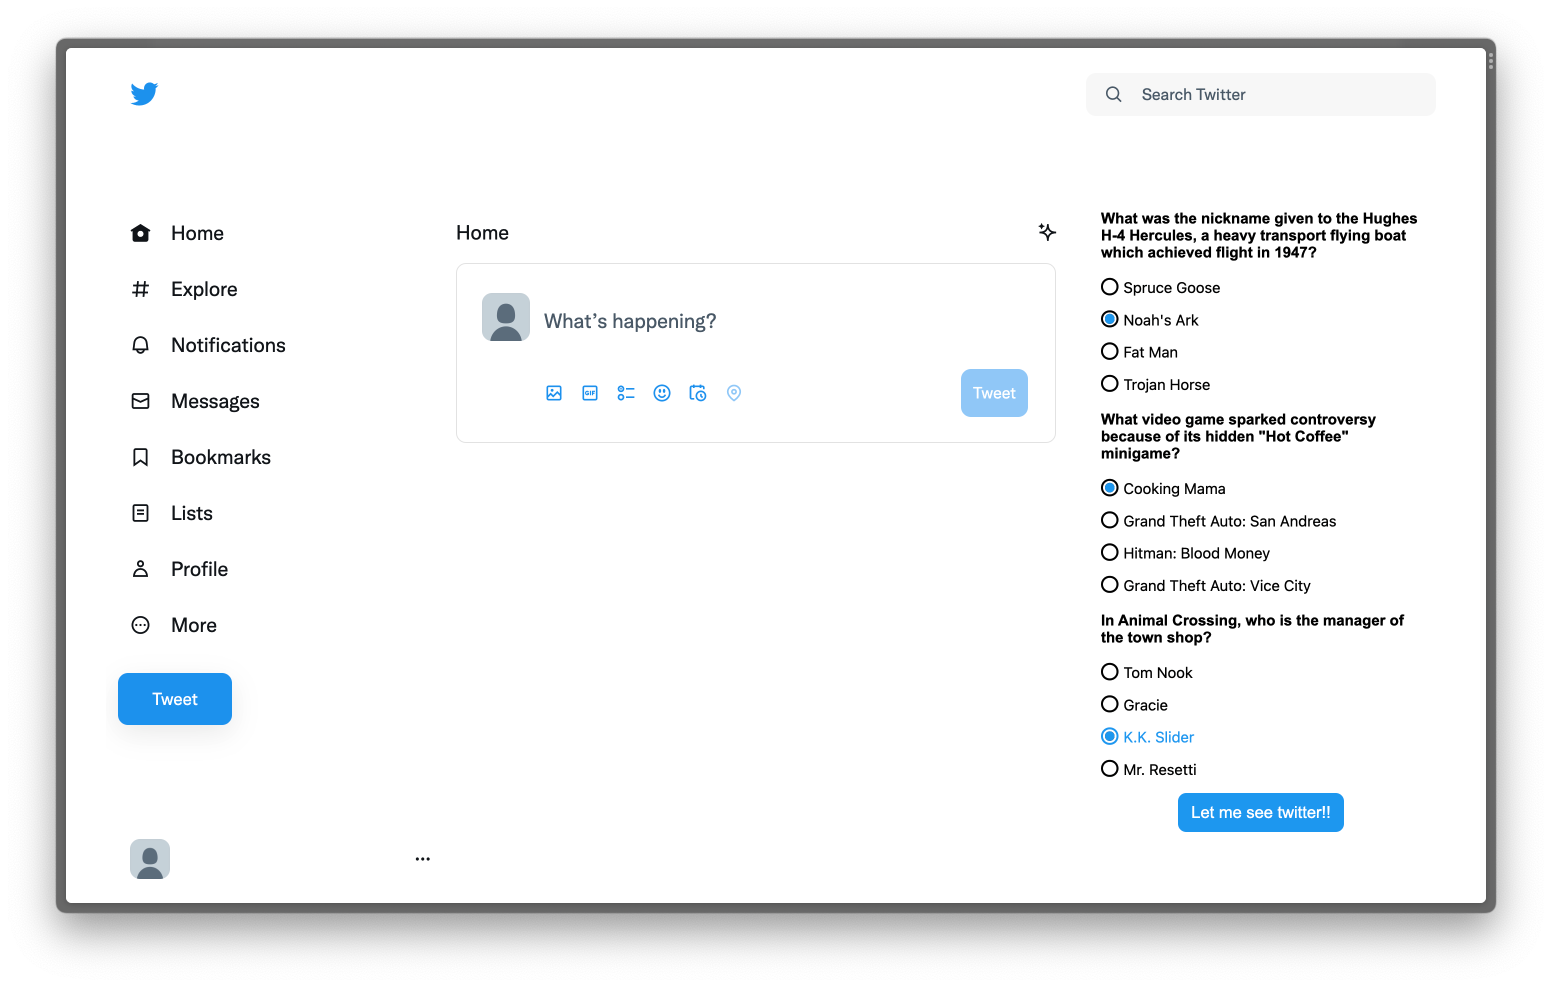 Search Twitter
Home
Explore
Notifications
Messages
Bookmarks
Lists
Profile
More
Tweet
Home
What's happening?
GIF
Tweet
What was the nickname given to the Hughes
H-4 Hercules, a heavy transport flying boat
which achieved flight in 1947?
Spruce Goose
Noah's Ark
Fat Man
Trojan Horse
What video game sparked controversy
because of its hidden "Hot Coffee"
minigame?
Cooking Mama
Grand Theft Auto: San Andreas
Hitman: Blood Money
Grand Theft Auto: Vice City
In Animal Crossing, who is the manager of
the town shop?
Tom Nook
Gracie
K.K. Slider
Mr. Resetti
Let me see twitter!!